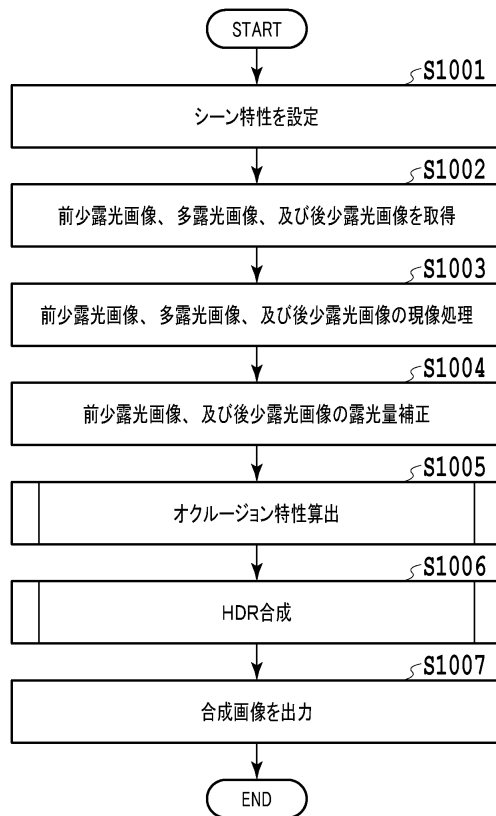 START
S1001
シーン特性を設定
S1002
前少露光画像、多露光画像、及び後少露光画像を取得
S1003
前少露光画像、多露光画像、及び後少露光画像の現像処理
S1004
前少露光画像、及び後少露光画像の露光量補正
S1005
オクルージョン特性算出
S1006
HDR合成
S1007
合成画像を出力
END